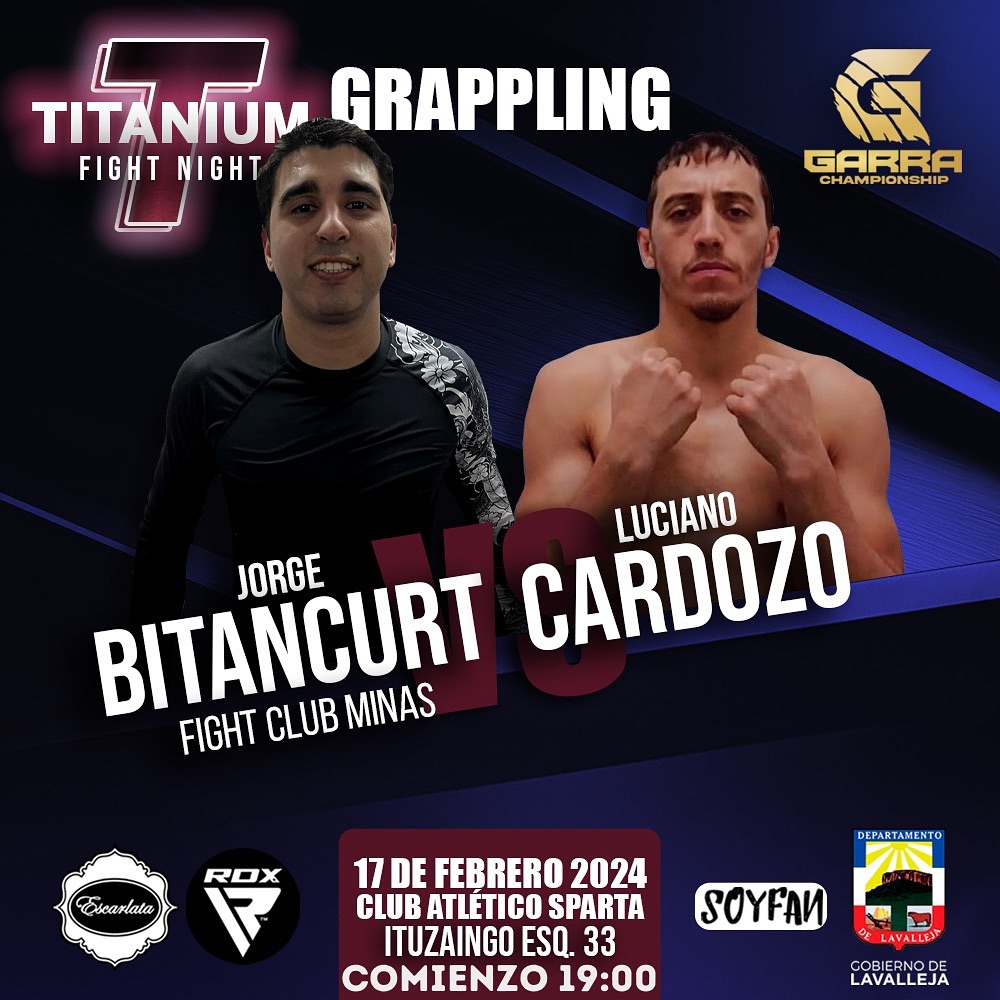 TITANIUM
FIGHT NIGHT
GRAPPLING
G
GARRA
CHAMPIONSHIP
VS
JORGE
BITANCURT
FIGHT CLUB MINAS
LUCIANO
CARDOZO
Escarlata
RDX
17 DE FEBRERO 2024
CLUB ATLÉTICO SPARTA
ITUZAINGO ESQ. 33
COMIENZO 19:00
SOYFAN
DEPARTAMENTO
DE LAVALLEJA
GOBIERNO DE
LAVALLEJA